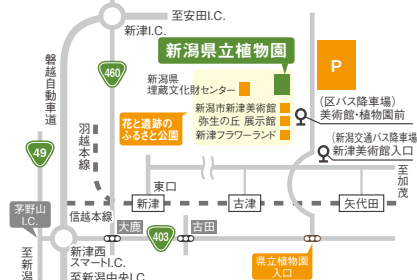 至安田I.C.
新津I.C.
新潟県立植物園
磐越自動車道
460
新潟県
埋蔵文化財センター
P
(区バス降車場)
美術館・植物園前
新潟市新津美術館
弥生の丘 展示館
新津フラワーランド
花と遺跡の
ふるさと公園
羽越本線
(新潟交通バス降車場)
新津美術館入口
49
東口
至加茂
新津
古津
矢代田
茅野山
I.C.
信越本線
大鹿
古田
403
至新潟
新津西
スマートI.C.
至新潟中央I.C.
県立植物園
入口